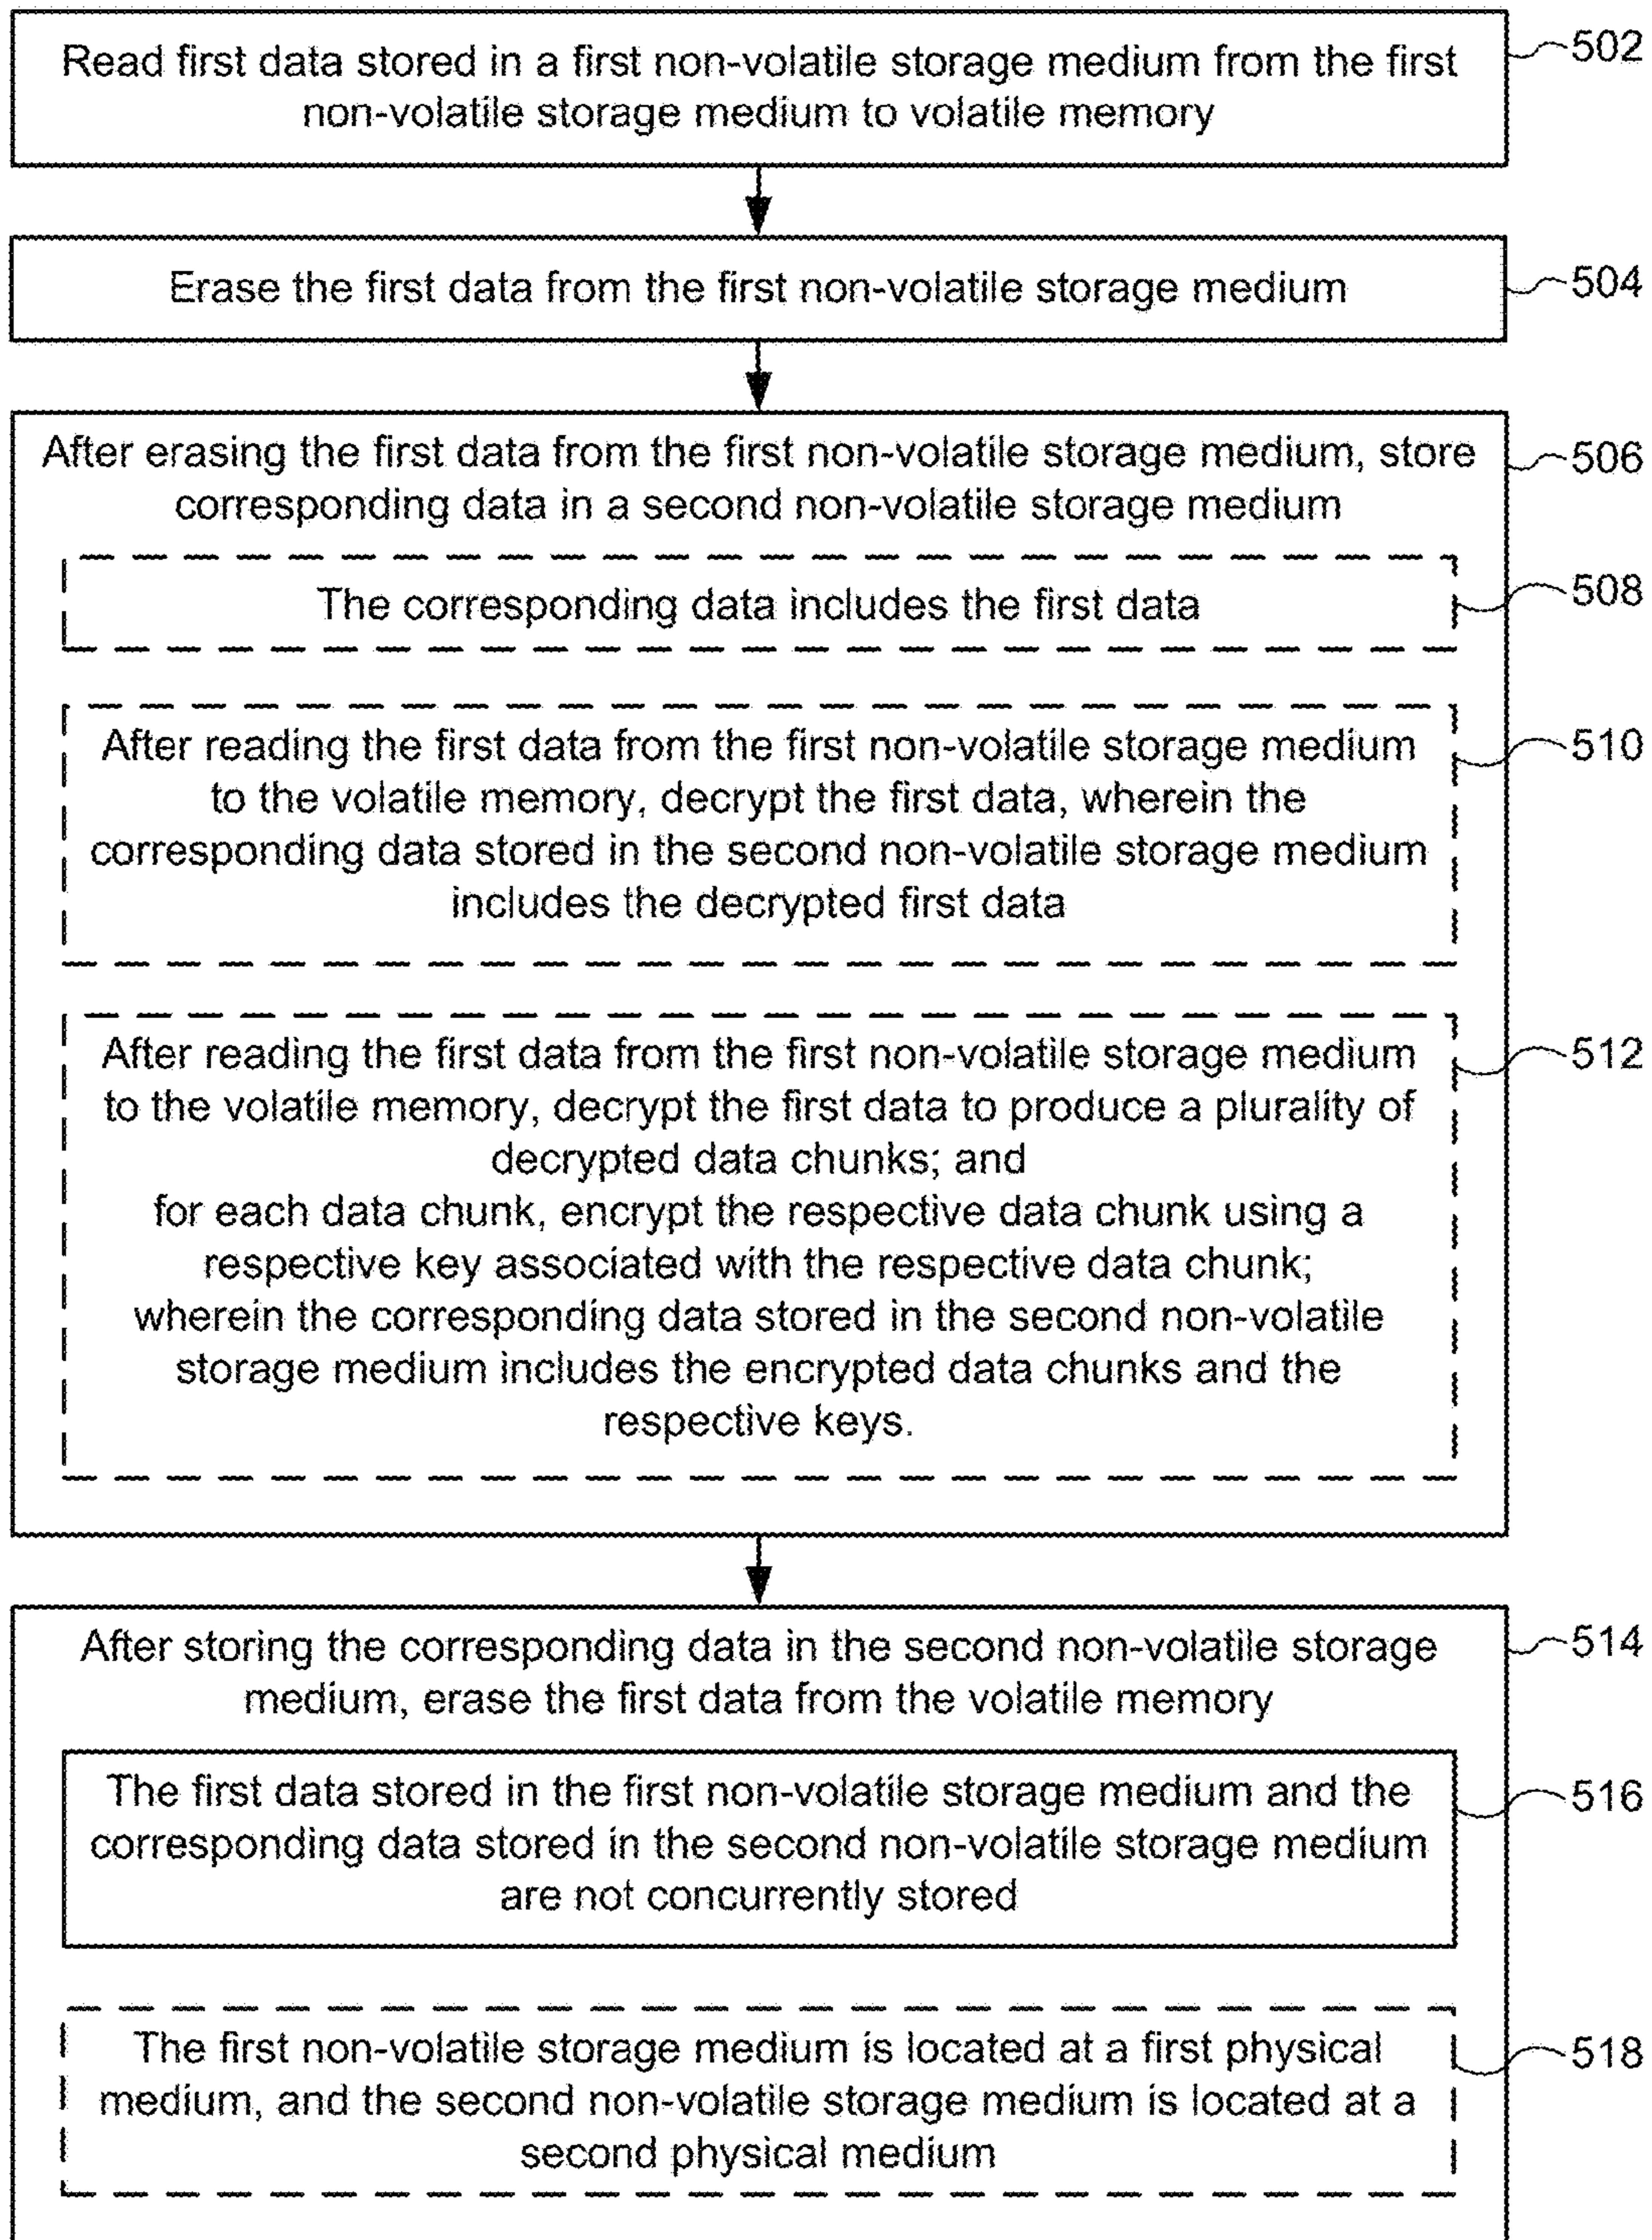 Read first data stored in a first non-volatile storage medium from the first
non-volatile storage medium to volatile memory
502
Erase the first data from the first non-volatile storage medium
504
After erasing the first data from the first non-volatile storage medium, store
corresponding data in a second non-volatile storage medium
506
The corresponding data includes the first data
508
After reading the first data from the first non-volatile storage medium
to the volatile memory, decrypt the first data, wherein the
corresponding data stored in the second non-volatile storage medium
includes the decrypted first data
510
After reading the first data from the first non-volatile storage medium
to the volatile memory, decrypt the first data to produce a plurality of
decrypted data chunks; and
for each data chunk, encrypt the respective data chunk using a
respective key associated with the respective data chunk;
wherein the corresponding data stored in the second non-volatile
storage medium includes the encrypted data chunks and the
respective keys.
512
After storing the corresponding data in the second non-volatile storage
medium, erase the first data from the volatile memory
514
The first data stored in the first non-volatile storage medium and the
corresponding data stored in the second non-volatile storage medium
are not concurrently stored
516
The first non-volatile storage medium is located at a first physical
medium, and the second non-volatile storage medium is located at a
second physical medium
518